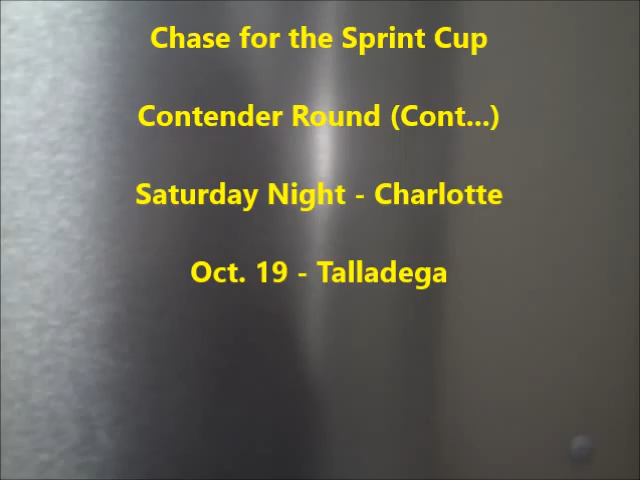 Chase for the Sprint Cup
Contender Round (Cont...)
Saturday Night - Charlotte
Oct. 19 - Talladega